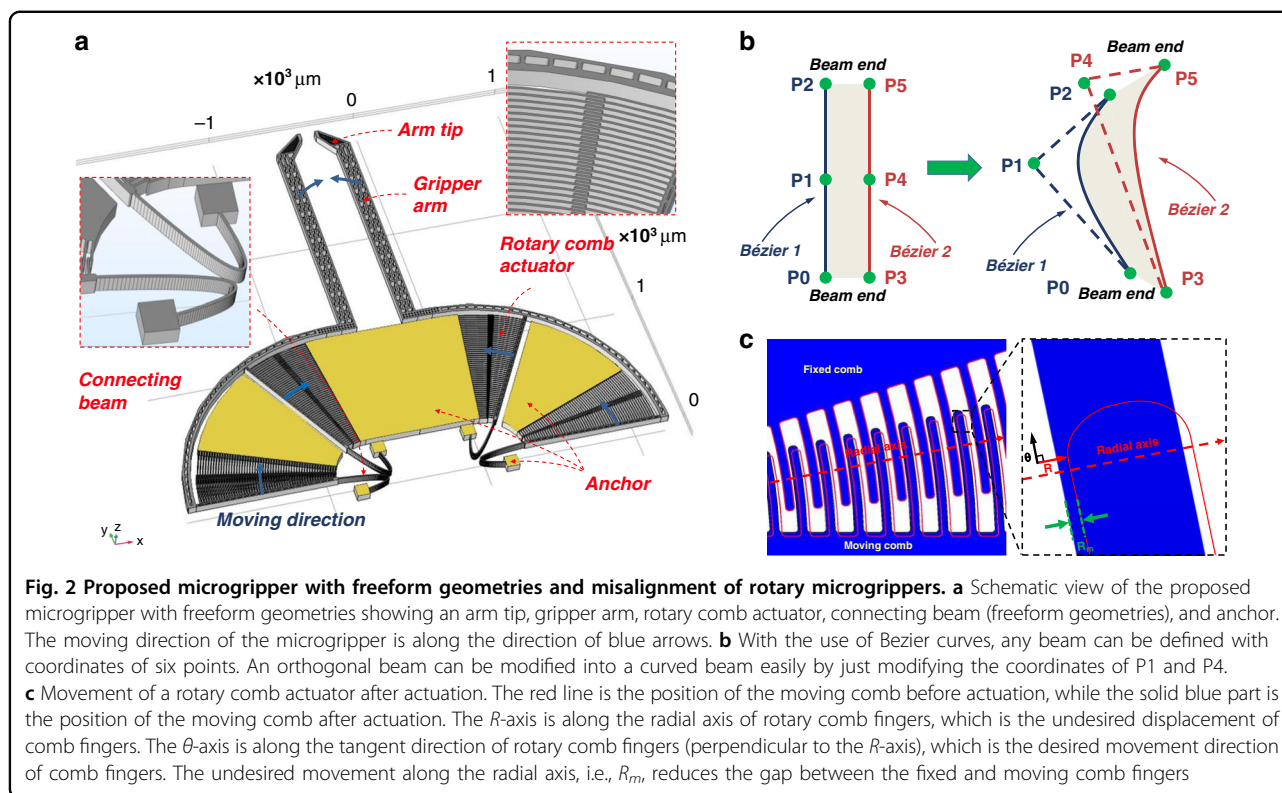 a
×10³ µm
1
0
−1
Arm tip
Gripper
arm
×10³ µm
Rotary comb
actuator
1
Connecting
beam
0
Anchor
Moving direction
y z
x
b
Beam end
P2
P5
P1
P4
Bézier 1
Bézier 2
P0
P3
Beam end
Beam end
P4
P5
P2
P1
Bézier 2
Bézier 1
P0
Beam end
P3
c
Fixed comb
Radial axis
Moving comb
Radial axis
θ
R
Rm
Fig. 2 Proposed microgripper with freeform geometries and misalignment of rotary microgrippers. a Schematic view of the proposed
microgripper with freeform geometries showing an arm tip, gripper arm, rotary comb actuator, connecting beam (freeform geometries), and anchor.
The moving direction of the microgripper is along the direction of blue arrows. b With the use of Bezier curves, any beam can be defined with
coordinates of six points. An orthogonal beam can be modified into a curved beam easily by just modifying the coordinates of P1 and P4.
c Movement of a rotary comb actuator after actuation. The red line is the position of the moving comb before actuation, while the solid blue part is
the position of the moving comb after actuation. The R-axis is along the radial axis of rotary comb fingers, which is the undesired displacement of
comb fingers. The θ-axis is along the tangent direction of rotary comb fingers (perpendicular to the R-axis), which is the desired movement direction
of comb fingers. The undesired movement along the radial axis, i.e., Rm, reduces the gap between the fixed and moving comb fingers